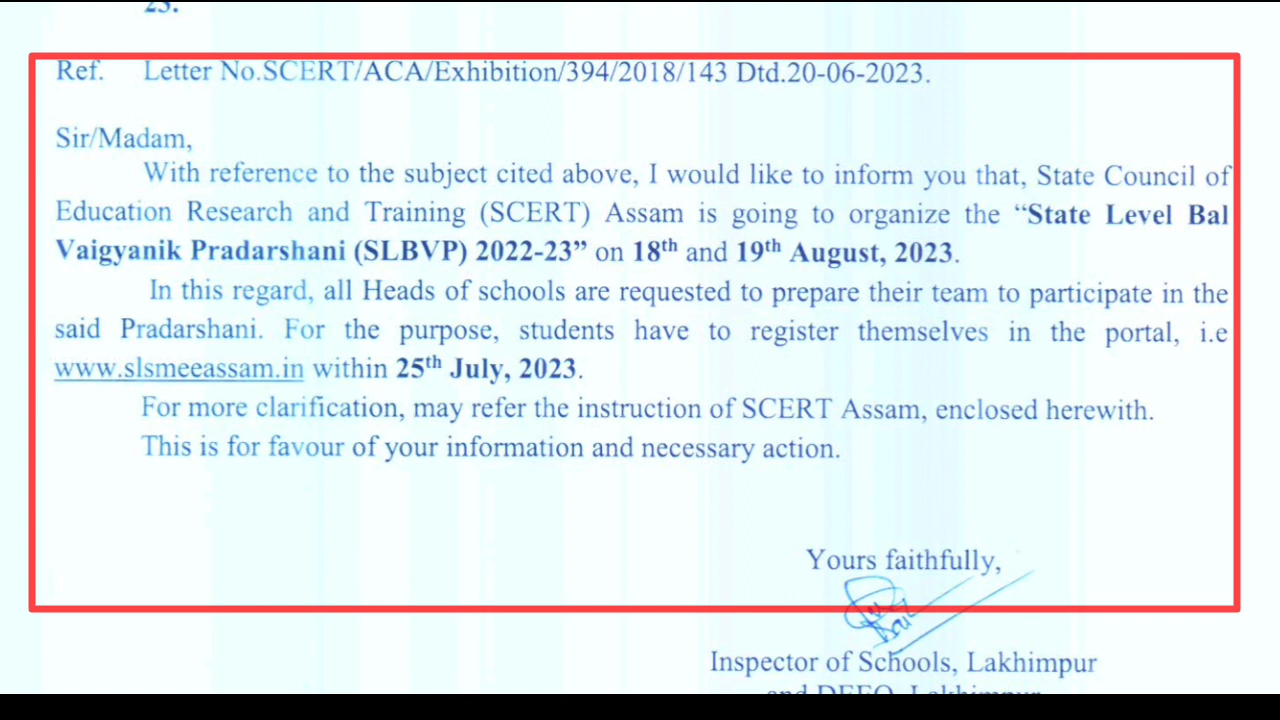 23.
Ref. Letter No.SCERT/ACA/Exhibition/394/2018/143 Dtd.20-06-2023.
Sir/Madam,
With reference to the subject cited above, I would like to inform you that, State Council of
Education Research and Training (SCERT) Assam is going to organize the “State Level Bal
Vaigyanik Pradarshani (SLBVP) 2022-23” on 18th and 19th August, 2023.
In this regard, all Heads of schools are requested to prepare their team to participate in the
said Pradarshani. For the purpose, students have to register themselves in the portal, i.e
www.slsmeeassam.in within 25th July, 2023.
For more clarification, may refer the instruction of SCERT Assam, enclosed herewith.
This is for favour of your information and necessary action.
Yours faithfully,
Inspector of Schools, Lakhimpur
and DEEO, Lakhimpur